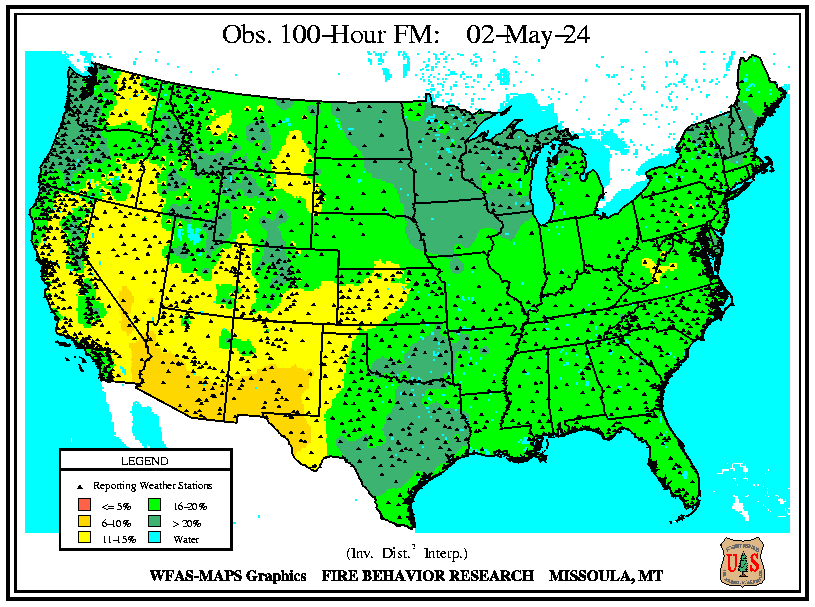 Obs. 100-Hour FM: 02-May-24
LEGEND
Reporting Weather Stations
<= 5% 16-20%
6-10% > 20%
11-15% Water
(Inv. Dist.² Interp.)
WFAS-MAPS Graphics FIRE BEHAVIOR RESEARCH MISSOULA, MT
U S